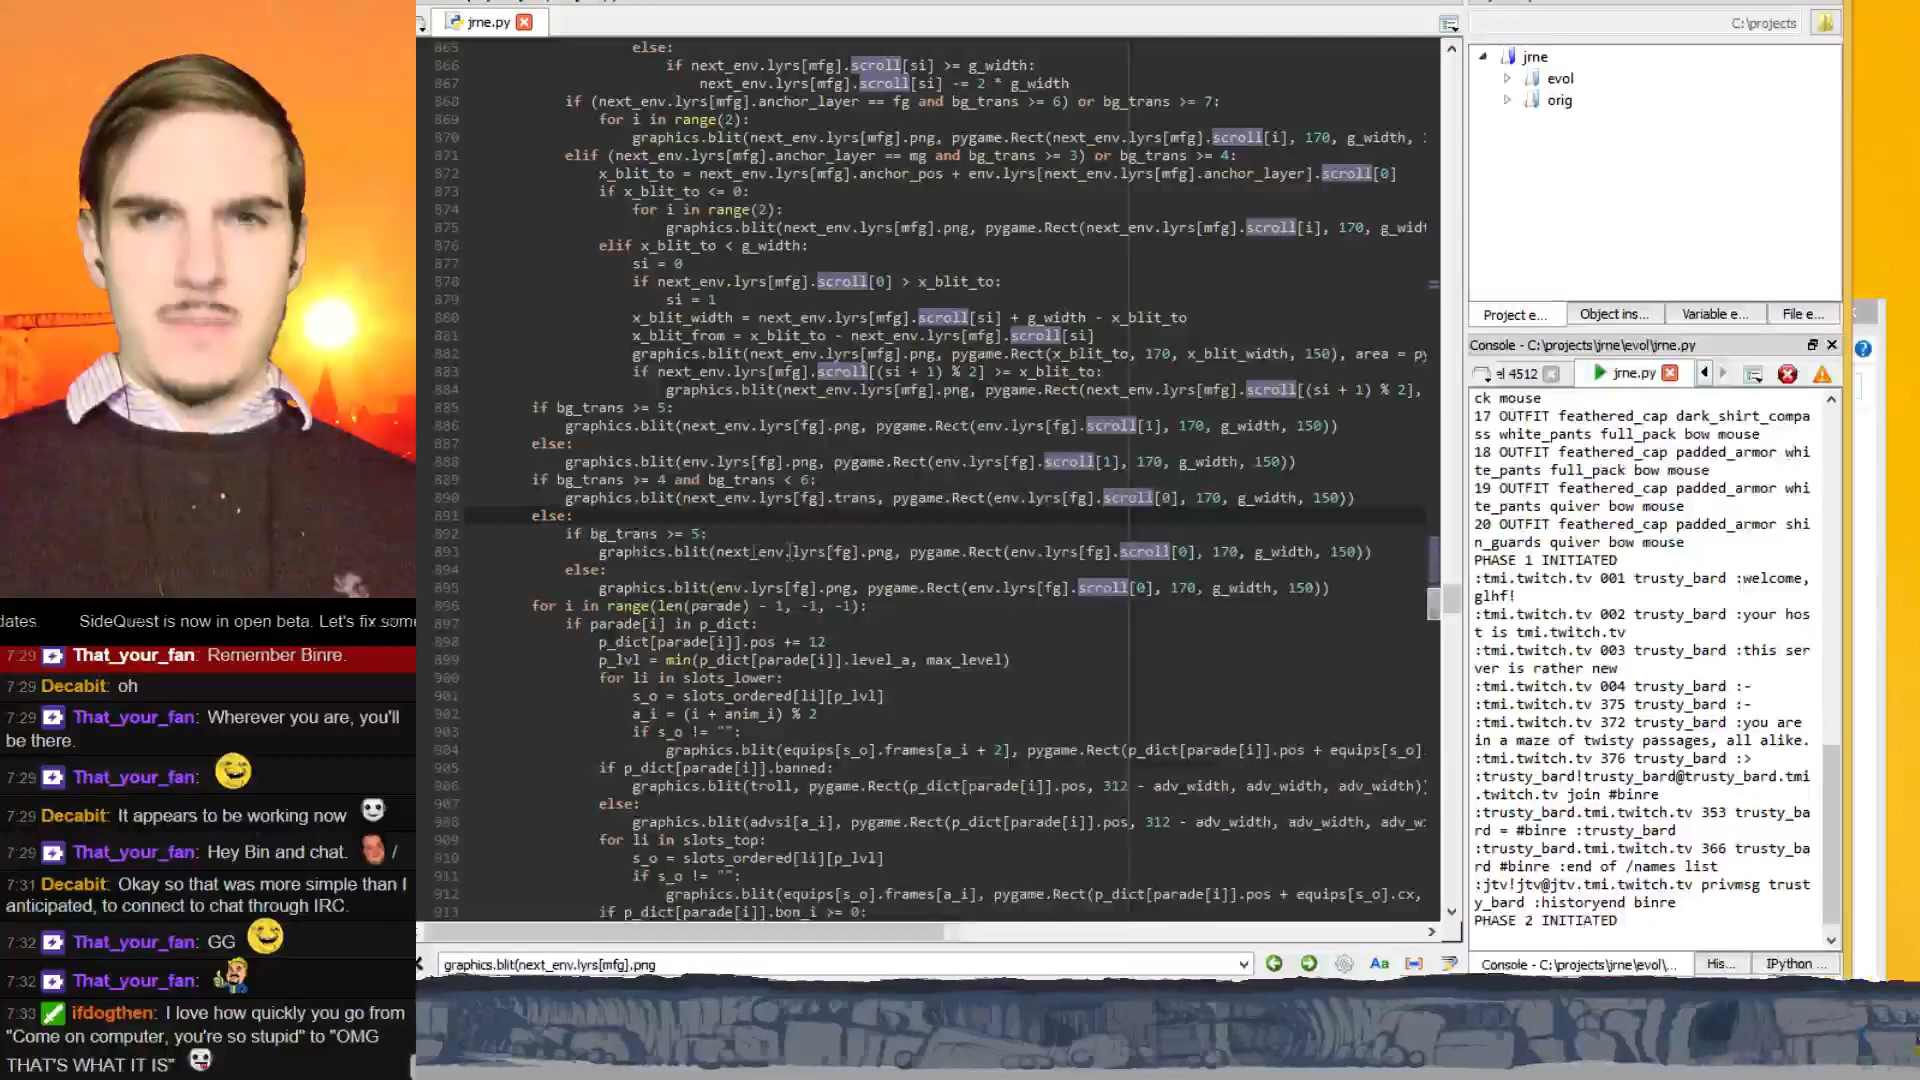 jrne.py
865 else:
866 if next_env.lyrs[mfg].scroll[si] >= g_width:
867 next_env.lyrs[mfg].scroll[si] -= 2 * g_width
868 if (next_env.lyrs[mfg].anchor_layer == fg and bg_trans >= 6) or bg_trans >= 7:
869 for i in range(2):
870 graphics.blit(next_env.lyrs[mfg].png, pygame.Rect(next_env.lyrs[mfg].scroll[i], 170, g_width, 1
871 elif (next_env.lyrs[mfg].anchor_layer == mg and bg_trans >= 3) or bg_trans >= 4:
872 x_blit_to = next_env.lyrs[mfg].anchor_pos + env.lyrs[next_env.lyrs[mfg].anchor_layer].scroll[0]
873 if x_blit_to <= 0:
874 for i in range(2):
875 graphics.blit(next_env.lyrs[mfg].png, pygame.Rect(next_env.lyrs[mfg].scroll[i], 170, g_widt
876 elif x_blit_to < g_width:
877 si = 0
878 if next_env.lyrs[mfg].scroll[0] > x_blit_to:
879 si = 1
880 x_blit_width = next_env.lyrs[mfg].scroll[si] + g_width - x_blit_to
881 x_blit_from = x_blit_to - next_env.lyrs[mfg].scroll[si]
882 graphics.blit(next_env.lyrs[mfg].png, pygame.Rect(x_blit_to, 170, x_blit_width, 150), area = py
883 if next_env.lyrs[mfg].scroll[(si + 1) % 2] >= x_blit_to:
884 graphics.blit(next_env.lyrs[mfg].png, pygame.Rect(next_env.lyrs[mfg].scroll[(si + 1) % 2],
885 if bg_trans >= 5:
886 graphics.blit(next_env.lyrs[fg].png, pygame.Rect(env.lyrs[fg].scroll[1], 170, g_width, 150))
887 else:
888 graphics.blit(env.lyrs[fg].png, pygame.Rect(env.lyrs[fg].scroll[1], 170, g_width, 150))
889 if bg_trans >= 4 and bg_trans < 6:
890 graphics.blit(next_env.lyrs[fg].trans, pygame.Rect(env.lyrs[fg].scroll[0], 170, g_width, 150))
891 else:
892 if bg_trans >= 5:
893 graphics.blit(next_env.lyrs[fg].png, pygame.Rect(env.lyrs[fg].scroll[0], 170, g_width, 150))
894 else:
895 graphics.blit(env.lyrs[fg].png, pygame.Rect(env.lyrs[fg].scroll[0], 170, g_width, 150))
896 for i in range(len(parade) - 1, -1, -1):
897 if parade[i] in p_dict:
898 p_dict[parade[i]].pos += 12
899 p_lvl = min(p_dict[parade[i]].level_a, max_level)
900 for li in slots_lower:
901 s_o = slots_ordered[li][p_lvl]
902 a_i = (i + anim_i) % 2
903 if s_o != "":
904 graphics.blit(equips[s_o].frames[a_i + 2], pygame.Rect(p_dict[parade[i]].pos + equips[s_o].
905 if p_dict[parade[i]].banned:
906 graphics.blit(troll, pygame.Rect(p_dict[parade[i]].pos, 312 - adv_width, adv_width, adv_width))
907 else:
908 graphics.blit(advsi[a_i], pygame.Rect(p_dict[parade[i]].pos, 312 - adv_width, adv_width, adv_w
909 for li in slots_top:
910 s_o = slots_ordered[li][p_lvl]
911 if s_o != "":
912 graphics.blit(equips[s_o].frames[a_i], pygame.Rect(p_dict[parade[i]].pos + equips[s_o].cx,
913 if p_dict[parade[i]].bon_i >= 0:
graphics.blit(next_env.lyrs[mfg].png
Aa
C:\projects
jrne
evol
orig
Project e...
Object ins...
Variable e...
File e...
Console - C:\projects\jrne\evol\jrne.py
el 4512
jrne.py
ck mouse
17 OUTFIT feathered_cap dark_shirt_compa
ss white_pants full_pack bow mouse
18 OUTFIT feathered_cap padded_armor whi
te_pants full_pack bow mouse
19 OUTFIT feathered_cap padded_armor whi
te_pants quiver bow mouse
20 OUTFIT feathered_cap padded_armor shi
n_guards quiver bow mouse
PHASE 1 INITIATED
:tmi.twitch.tv 001 trusty_bard :welcome,
glhf!
:tmi.twitch.tv 002 trusty_bard :your hos
t is tmi.twitch.tv
:tmi.twitch.tv 003 trusty_bard :this ser
ver is rather new
:tmi.twitch.tv 004 trusty_bard :-
:tmi.twitch.tv 375 trusty_bard :-
:tmi.twitch.tv 372 trusty_bard :you are
in a maze of twisty passages, all alike.
:tmi.twitch.tv 376 trusty_bard :>
:trusty_bard!trusty_bard@trusty_bard.tmi
.twitch.tv join #binre
:trusty_bard.tmi.twitch.tv 353 trusty_ba
rd = #binre :trusty_bard
:trusty_bard.tmi.twitch.tv 366 trusty_ba
rd #binre :end of /names list
:jtv!jtv@jtv.tmi.twitch.tv privmsg trust
y_bard :historyend binre
PHASE 2 INITIATED
Console - C:\projects\jrne\evol\...
His...
IPython ...
dates. SideQuest is now in open beta. Let's fix some
7:29 That_your_fan: Remember Binre.
7:29 Decabit: oh
7:29 That_your_fan: Wherever you are, you'll
be there.
7:29 That_your_fan:
7:29 Decabit: It appears to be working now
7:29 That_your_fan: Hey Bin and chat. /
7:31 Decabit: Okay so that was more simple than I
anticipated, to connect to chat through IRC.
7:32 That_your_fan: GG
7:32 That_your_fan:
7:33 ifdogthen: I love how quickly you go from
"Come on computer, you're so stupid" to "OMG
THAT'S WHAT IT IS"